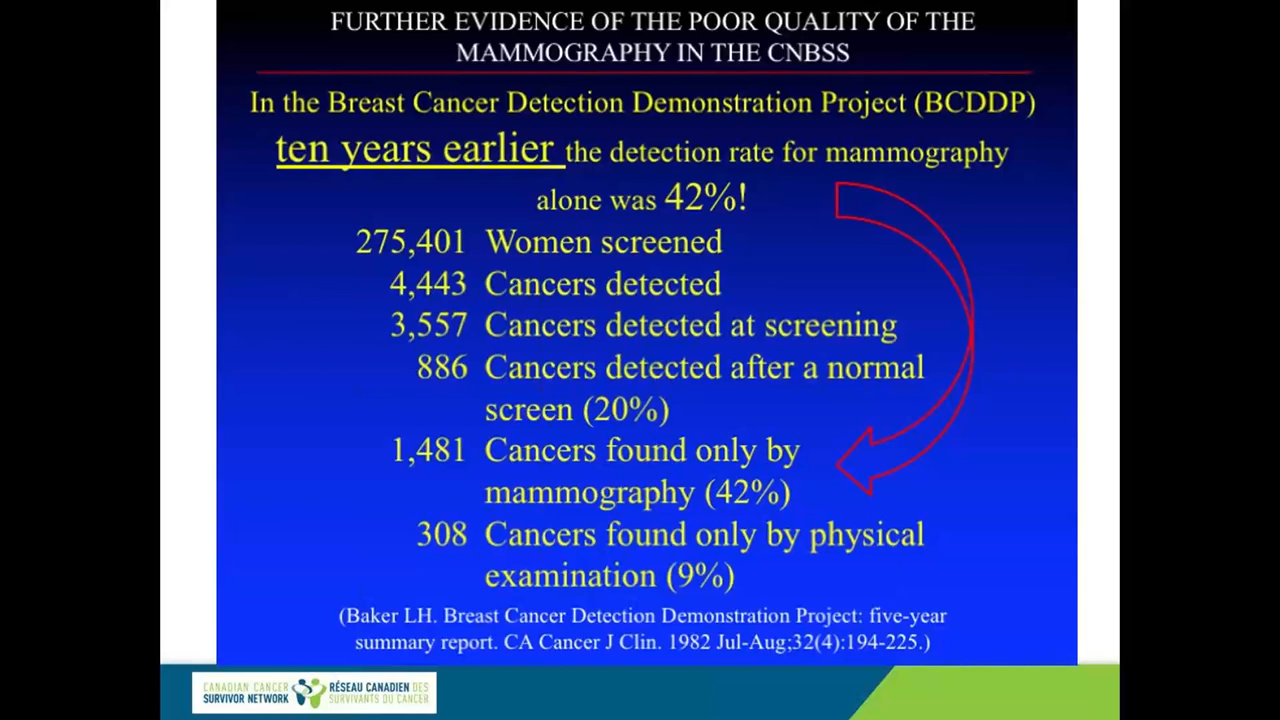 FURTHER EVIDENCE OF THE POOR QUALITY OF THE
MAMMOGRAPHY IN THE CNBSS
In the Breast Cancer Detection Demonstration Project (BCDDP)
ten years earlier the detection rate for mammography
alone was 42%!
275,401 Women screened
4,443 Cancers detected
3,557 Cancers detected at screening
886 Cancers detected after a normal
screen (20%)
1,481 Cancers found only by
mammography (42%)
308 Cancers found only by physical
examination (9%)
(Baker LH. Breast Cancer Detection Demonstration Project: five-year
summary report. CA Cancer J Clin. 1982 Jul-Aug;32(4):194-225.)
CANADIAN CANCER
SURVIVOR NETWORK
RÉSEAU CANADIEN DES
SURVIVANTS DU CANCER